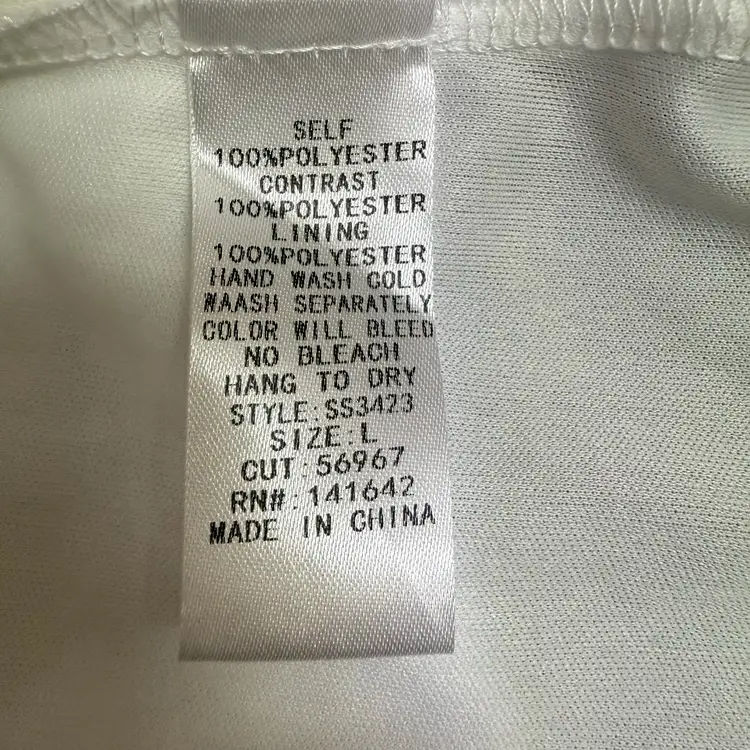 SELF
100%POLYESTER
CONTRAST
100%POLYESTER
LINING
100%POLYESTER
HAND WASH COLD
WAASH SEPARATELY
COLOR WILL BLEED
NO BLEACH
HANG TO DRY
STYLE:SS3423
SIZE:L
CUT:56967
RN#:141642
MADE IN CHINA